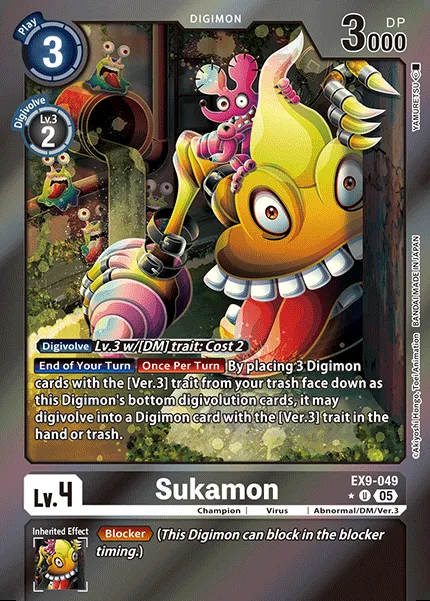 DIGIMON
Play
3
DP
3000
Digivolve
Lv.3
2
YAMURETSU
BANDAI MADE IN JAPAN
©Akiyoshi Hongo, Toei Animation
Digivolve Lv.3 w/[DM] trait: Cost 2
End of Your Turn Once Per Turn By placing 3 Digimon
cards with the [Ver.3] trait from your trash face down as
this Digimon's bottom digivolution cards, it may
digivolve into a Digimon card with the [Ver.3] trait in the
hand or trash.
EX9-049
Lv.4
Sukamon
U 05
Champion | Virus | Abnormal/DM/Ver.3
Inherited Effect
Blocker (This Digimon can block in the blocker
timing.)